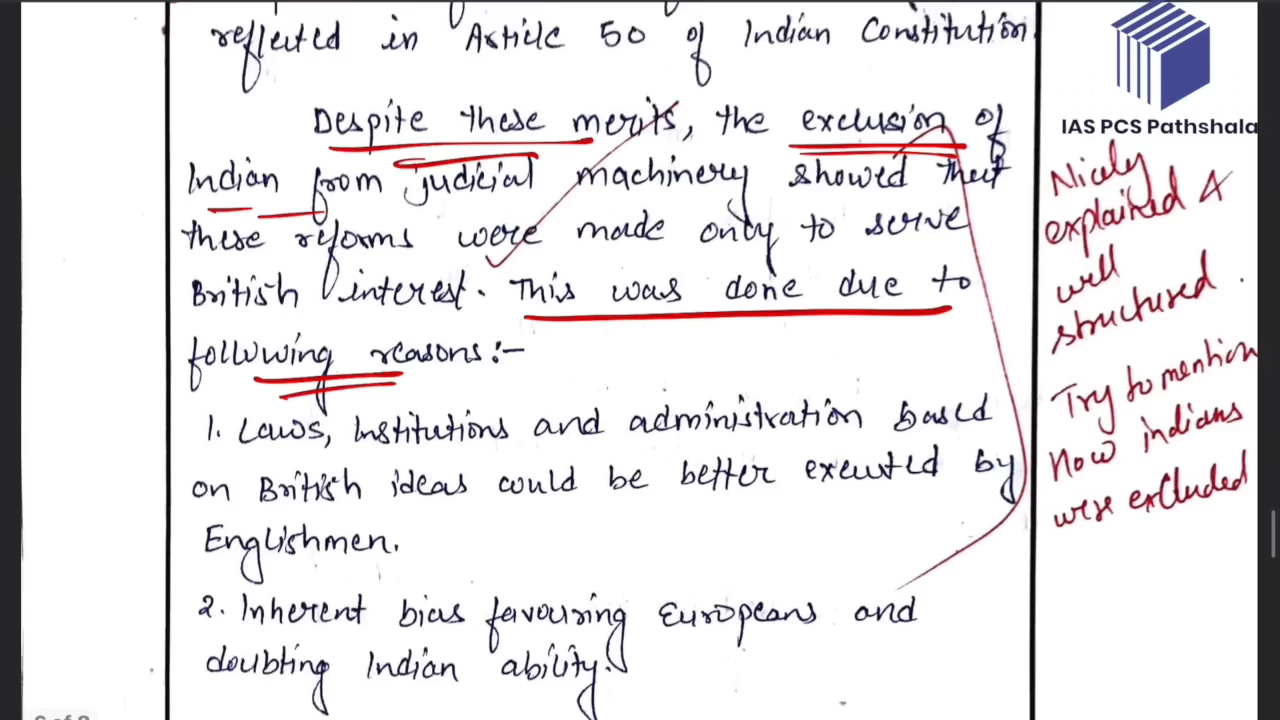 reflected in Article 50 of Indian Constitution.
Despite these merits, the exclusion of
Indian from judicial machinery showed that
these reforms were made only to serve
British interest. This was done due to
following reasons:-
1. Laws, Institutions and administration based
on British ideas could be better executed by
Englishmen.
2. Inherent bias favouring Europeans and
doubting Indian ability.
IAS PCS Pathshala
Nicely
explained &
well
structured.
Try to mention
how indians
were excluded